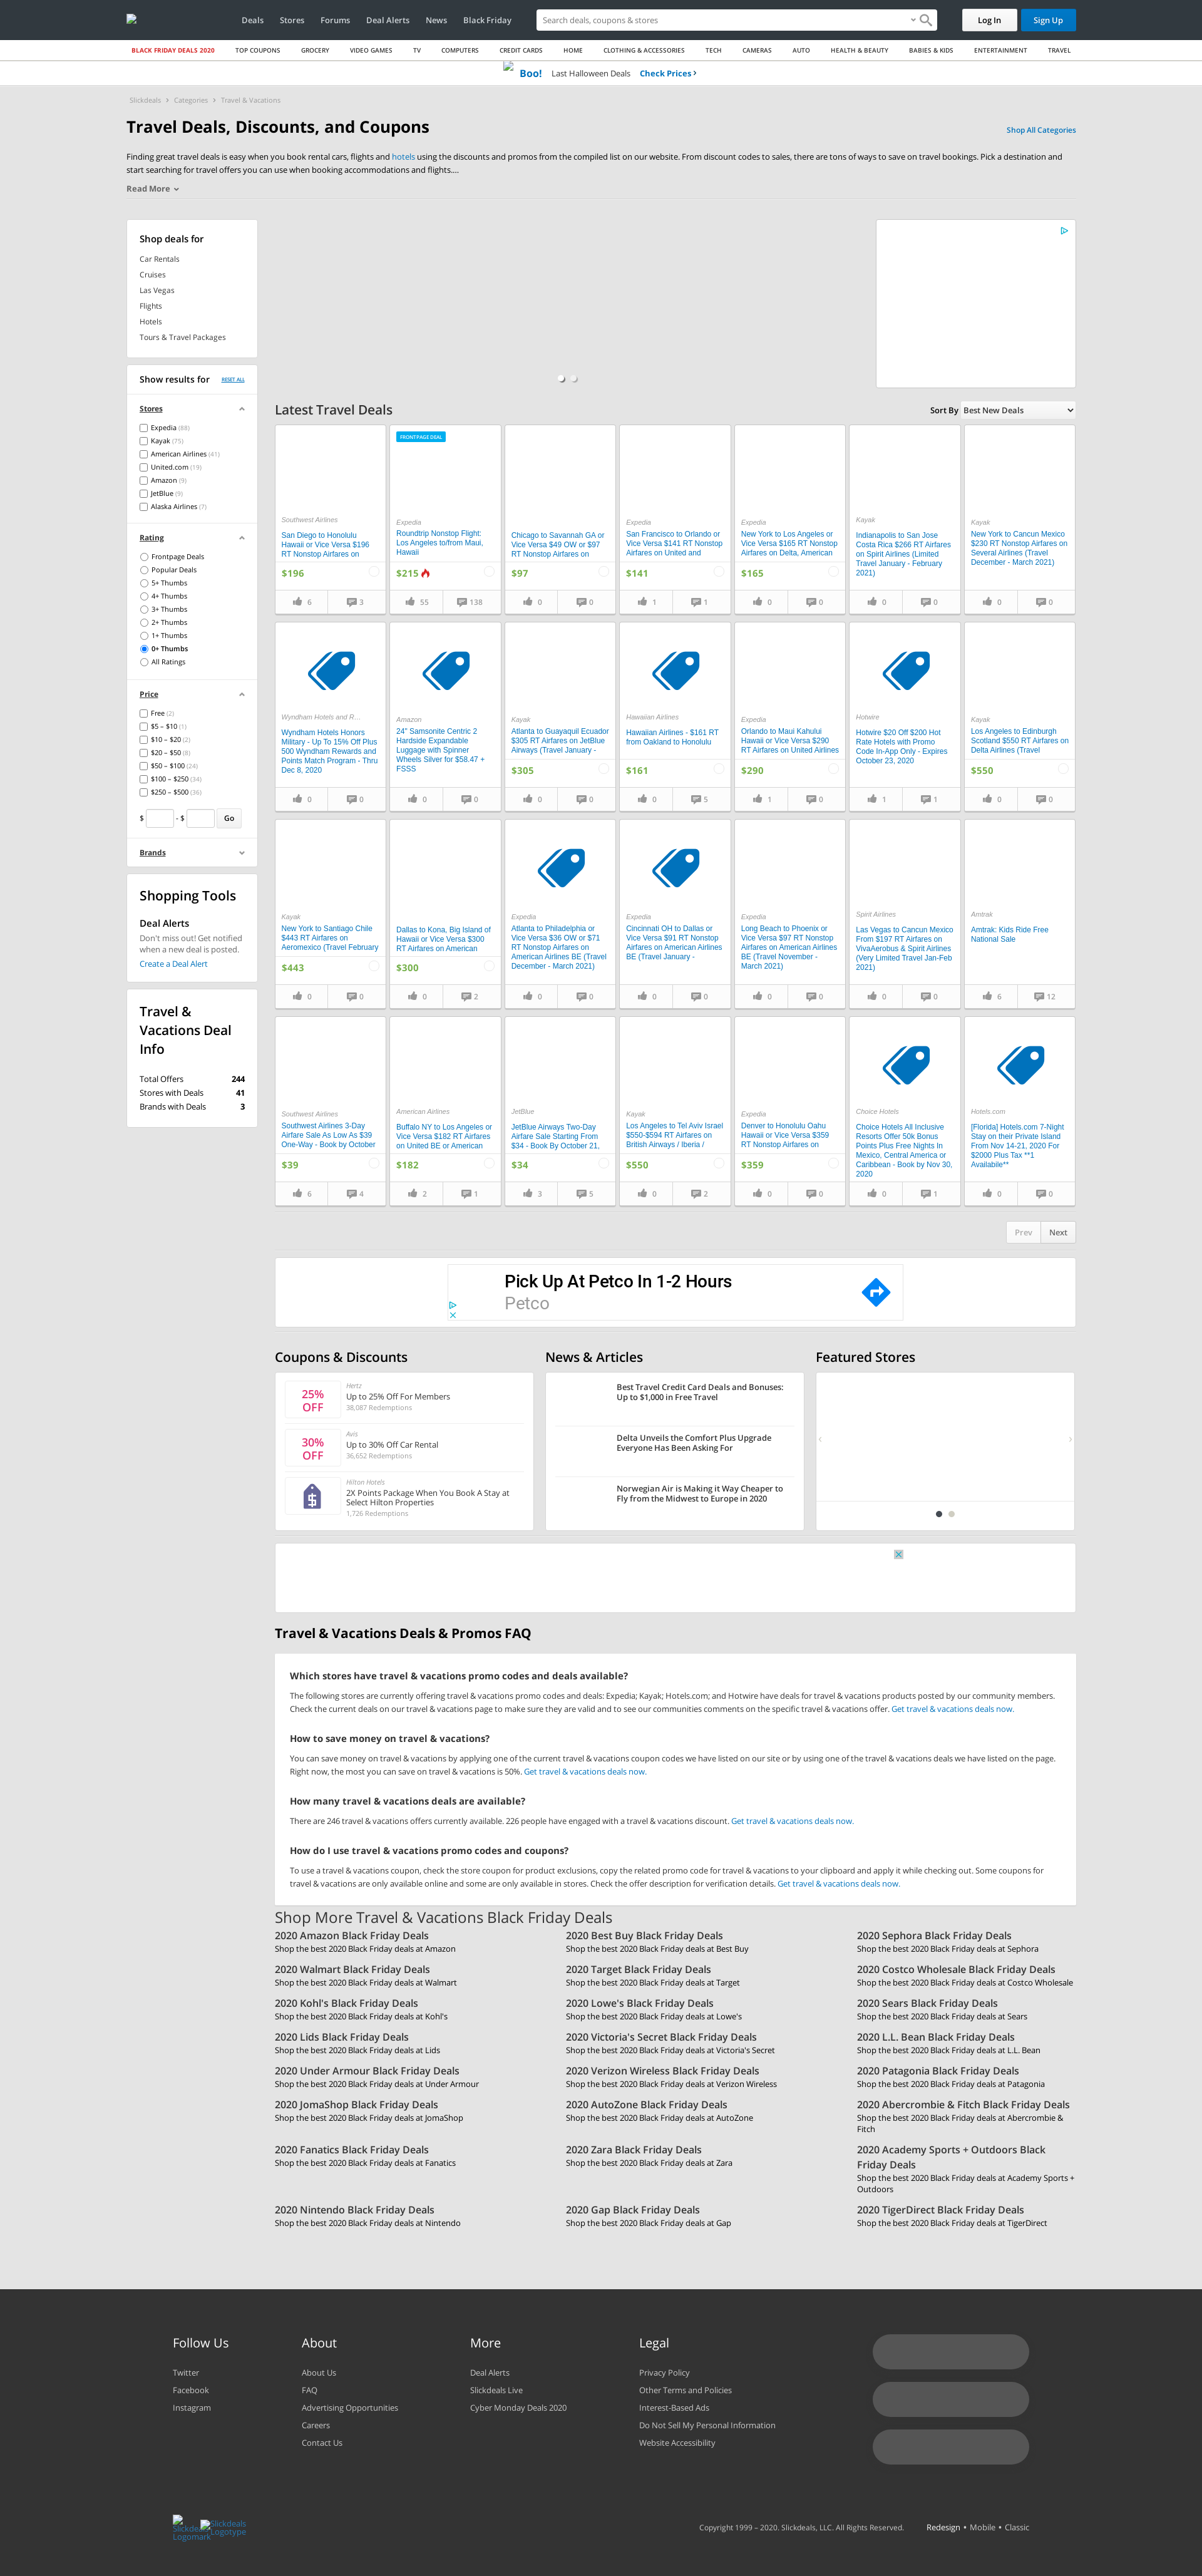 Deals Stores Forums Deal Alerts News Black Friday
Search deals, coupons & stores
Log In
Sign Up
BLACK FRIDAY DEALS 2020 TOP COUPONS GROCERY VIDEO GAMES TV COMPUTERS CREDIT CARDS HOME CLOTHING & ACCESSORIES TECH CAMERAS AUTO HEALTH & BEAUTY BABIES & KIDS ENTERTAINMENT TRAVEL
Boo! Last Halloween Deals Check Prices
Slickdeals Categories Travel & Vacations
Travel Deals, Discounts, and Coupons
Shop All Categories
Finding great travel deals is easy when you book rental cars, flights and hotels using the discounts and promos from the compiled list on our website. From discount codes to sales, there are tons of ways to save on travel bookings. Pick a destination and
start searching for travel offers you can use when booking accommodations and flights....
Read More
Shop deals for
Car Rentals
Cruises
Las Vegas
Flights
Hotels
Tours & Travel Packages
Show results for RESET ALL
Stores
Expedia (88)
Kayak (75)
American Airlines (41)
United.com (19)
Amazon (9)
JetBlue (9)
Alaska Airlines (7)
Rating
Frontpage Deals
Popular Deals
5+ Thumbs
4+ Thumbs
3+ Thumbs
2+ Thumbs
1+ Thumbs
0+ Thumbs
All Ratings
Price
Free (2)
$5 – $10 (1)
$10 – $20 (2)
$20 – $50 (8)
$50 – $100 (24)
$100 – $250 (34)
$250 – $500 (36)
$ - $ Go
Brands
Shopping Tools
Deal Alerts
Don't miss out! Get notified
when a new deal is posted.
Create a Deal Alert
Travel &
Vacations Deal
Info
Total Offers 244
Stores with Deals 41
Brands with Deals 3
Latest Travel Deals
Sort By Best New Deals
Southwest Airlines
San Diego to Honolulu
Hawaii or Vice Versa $196
RT Nonstop Airfares on
$196
6 3
FRONTPAGE DEAL
Expedia
Roundtrip Nonstop Flight:
Los Angeles to/from Maui,
Hawaii
$215
55 138
Chicago to Savannah GA or
Vice Versa $49 OW or $97
RT Nonstop Airfares on
$97
0 0
Expedia
San Francisco to Orlando or
Vice Versa $141 RT Nonstop
Airfares on United and
$141
1 1
Expedia
New York to Los Angeles or
Vice Versa $165 RT Nonstop
Airfares on Delta, American
$165
0 0
Kayak
Indianapolis to San Jose
Costa Rica $266 RT Airfares
on Spirit Airlines (Limited
Travel January - February
2021)
0 0
Kayak
New York to Cancun Mexico
$230 RT Nonstop Airfares on
Several Airlines (Travel
December - March 2021)
0 0
Wyndham Hotels and R…
Wyndham Hotels Honors
Military - Up To 15% Off Plus
500 Wyndham Rewards and
Points Match Program - Thru
Dec 8, 2020
0 0
Amazon
24" Samsonite Centric 2
Hardside Expandable
Luggage with Spinner
Wheels Silver for $58.47 +
FSSS
0 0
Kayak
Atlanta to Guayaquil Ecuador
$305 RT Airfares on JetBlue
Airways (Travel January -
$305
0 0
Hawaiian Airlines
Hawaiian Airlines - $161 RT
from Oakland to Honolulu
$161
0 5
Expedia
Orlando to Maui Kahului
Hawaii or Vice Versa $290
RT Airfares on United Airlines
$290
1 0
Hotwire
Hotwire $20 Off $200 Hot
Rate Hotels with Promo
Code In-App Only - Expires
October 23, 2020
1 1
Kayak
Los Angeles to Edinburgh
Scotland $550 RT Airfares on
Delta Airlines (Travel
$550
0 0
Kayak
New York to Santiago Chile
$443 RT Airfares on
Aeromexico (Travel February
$443
0 0
Dallas to Kona, Big Island of
Hawaii or Vice Versa $300
RT Airfares on American
$300
0 2
Expedia
Atlanta to Philadelphia or
Vice Versa $36 OW or $71
RT Nonstop Airfares on
American Airlines BE (Travel
December - March 2021)
0 0
Expedia
Cincinnati OH to Dallas or
Vice Versa $91 RT Nonstop
Airfares on American Airlines
BE (Travel January -
0 0
Expedia
Long Beach to Phoenix or
Vice Versa $97 RT Nonstop
Airfares on American Airlines
BE (Travel November -
March 2021)
0 0
Spirit Airlines
Las Vegas to Cancun Mexico
From $197 RT Airfares on
VivaAerobus & Spirit Airlines
(Very Limited Travel Jan-Feb
2021)
0 0
Amtrak
Amtrak: Kids Ride Free
National Sale
6 12
Southwest Airlines
Southwest Airlines 3-Day
Airfare Sale As Low As $39
One-Way - Book by October
$39
6 4
American Airlines
Buffalo NY to Los Angeles or
Vice Versa $182 RT Airfares
on United BE or American
$182
2 1
JetBlue
JetBlue Airways Two-Day
Airfare Sale Starting From
$34 - Book By October 21,
$34
3 5
Kayak
Los Angeles to Tel Aviv Israel
$550-$594 RT Airfares on
British Airways / Iberia /
$550
0 2
Expedia
Denver to Honolulu Oahu
Hawaii or Vice Versa $359
RT Nonstop Airfares on
$359
0 0
Choice Hotels
Choice Hotels All Inclusive
Resorts Offer 50k Bonus
Points Plus Free Nights In
Mexico, Central America or
Caribbean - Book by Nov 30,
2020
0 1
Hotels.com
[Florida] Hotels.com 7-Night
Stay on their Private Island
From Nov 14-21, 2020 For
$2000 Plus Tax **1
Availabile**
0 0
Prev Next
Pick Up At Petco In 1-2 Hours
Petco
Coupons & Discounts
25%
OFF
Hertz
Up to 25% Off For Members
38,087 Redemptions
30%
OFF
Avis
Up to 30% Off Car Rental
36,652 Redemptions
Hilton Hotels
2X Points Package When You Book A Stay at
Select Hilton Properties
1,726 Redemptions
News & Articles
Best Travel Credit Card Deals and Bonuses:
Up to $1,000 in Free Travel
Delta Unveils the Comfort Plus Upgrade
Everyone Has Been Asking For
Norwegian Air is Making it Way Cheaper to
Fly from the Midwest to Europe in 2020
Featured Stores
Travel & Vacations Deals & Promos FAQ
Which stores have travel & vacations promo codes and deals available?
The following stores are currently offering travel & vacations promo codes and deals: Expedia; Kayak; Hotels.com; and Hotwire have deals for travel & vacations products posted by our community members.
Check the current deals on our travel & vacations page to make sure they are valid and to see our communities comments on the specific travel & vacations offer. Get travel & vacations deals now.
How to save money on travel & vacations?
You can save money on travel & vacations by applying one of the current travel & vacations coupon codes we have listed on our site or by using one of the travel & vacations deals we have listed on the page.
Right now, the most you can save on travel & vacations is 50%. Get travel & vacations deals now.
How many travel & vacations deals are available?
There are 246 travel & vacations offers currently available. 226 people have engaged with a travel & vacations discount. Get travel & vacations deals now.
How do I use travel & vacations promo codes and coupons?
To use a travel & vacations coupon, check the store coupon for product exclusions, copy the related promo code for travel & vacations to your clipboard and apply it while checking out. Some coupons for
travel & vacations are only available online and some are only available in stores. Check the offer description for verification details. Get travel & vacations deals now.
Shop More Travel & Vacations Black Friday Deals
2020 Amazon Black Friday Deals
Shop the best 2020 Black Friday deals at Amazon
2020 Best Buy Black Friday Deals
Shop the best 2020 Black Friday deals at Best Buy
2020 Sephora Black Friday Deals
Shop the best 2020 Black Friday deals at Sephora
2020 Walmart Black Friday Deals
Shop the best 2020 Black Friday deals at Walmart
2020 Target Black Friday Deals
Shop the best 2020 Black Friday deals at Target
2020 Costco Wholesale Black Friday Deals
Shop the best 2020 Black Friday deals at Costco Wholesale
2020 Kohl's Black Friday Deals
Shop the best 2020 Black Friday deals at Kohl's
2020 Lowe's Black Friday Deals
Shop the best 2020 Black Friday deals at Lowe's
2020 Sears Black Friday Deals
Shop the best 2020 Black Friday deals at Sears
2020 Lids Black Friday Deals
Shop the best 2020 Black Friday deals at Lids
2020 Victoria's Secret Black Friday Deals
Shop the best 2020 Black Friday deals at Victoria's Secret
2020 L.L. Bean Black Friday Deals
Shop the best 2020 Black Friday deals at L.L. Bean
2020 Under Armour Black Friday Deals
Shop the best 2020 Black Friday deals at Under Armour
2020 Verizon Wireless Black Friday Deals
Shop the best 2020 Black Friday deals at Verizon Wireless
2020 Patagonia Black Friday Deals
Shop the best 2020 Black Friday deals at Patagonia
2020 JomaShop Black Friday Deals
Shop the best 2020 Black Friday deals at JomaShop
2020 AutoZone Black Friday Deals
Shop the best 2020 Black Friday deals at AutoZone
2020 Abercrombie & Fitch Black Friday Deals
Shop the best 2020 Black Friday deals at Abercrombie &
Fitch
2020 Fanatics Black Friday Deals
Shop the best 2020 Black Friday deals at Fanatics
2020 Zara Black Friday Deals
Shop the best 2020 Black Friday deals at Zara
2020 Academy Sports + Outdoors Black
Friday Deals
Shop the best 2020 Black Friday deals at Academy Sports +
Outdoors
2020 Nintendo Black Friday Deals
Shop the best 2020 Black Friday deals at Nintendo
2020 Gap Black Friday Deals
Shop the best 2020 Black Friday deals at Gap
2020 TigerDirect Black Friday Deals
Shop the best 2020 Black Friday deals at TigerDirect
Follow Us
Twitter
Facebook
Instagram
About
About Us
FAQ
Advertising Opportunities
Careers
Contact Us
More
Deal Alerts
Slickdeals Live
Cyber Monday Deals 2020
Legal
Privacy Policy
Other Terms and Policies
Interest-Based Ads
Do Not Sell My Personal Information
Website Accessibility
Slickdeals
Logomark
Slickdeals
Logotype
Copyright 1999 – 2020. Slickdeals, LLC. All Rights Reserved. Redesign • Mobile • Classic